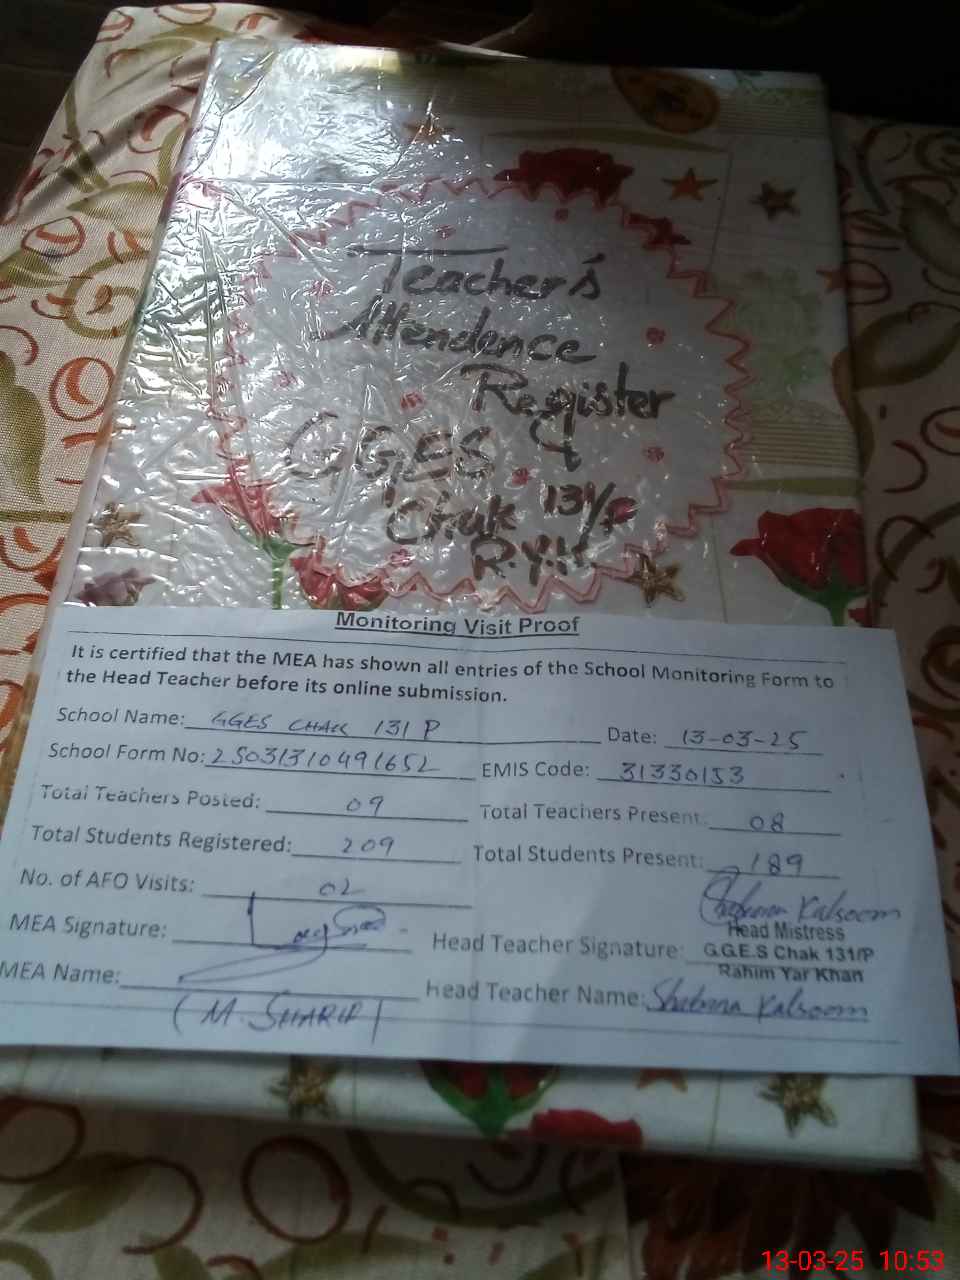 Teacher's
Attendence
Register
GGES
Chak 131/P
R.Y.K
Monitoring Visit Proof
It is certified that the MEA has shown all entries of the School Monitoring Form to
the Head Teacher before its online submission.
School Name: GGES CHAK 131 P Date: 13-03-25
School Form No: 25031310491652 EMIS Code: 31330153
Total Teachers Posted: 09 Total Teachers Present: 08
Total Students Registered: 209 Total Students Present: 189
No. of AFO Visits: 02
MEA Signature: Head Teacher Signature: Shabnam Kalsoom
Head Mistress
G.G.E.S Chak 131/P
Rahim Yar Khan
MEA Name: (M. SHARIF) Head Teacher Name: Kalsoom
13-03-25 10:53